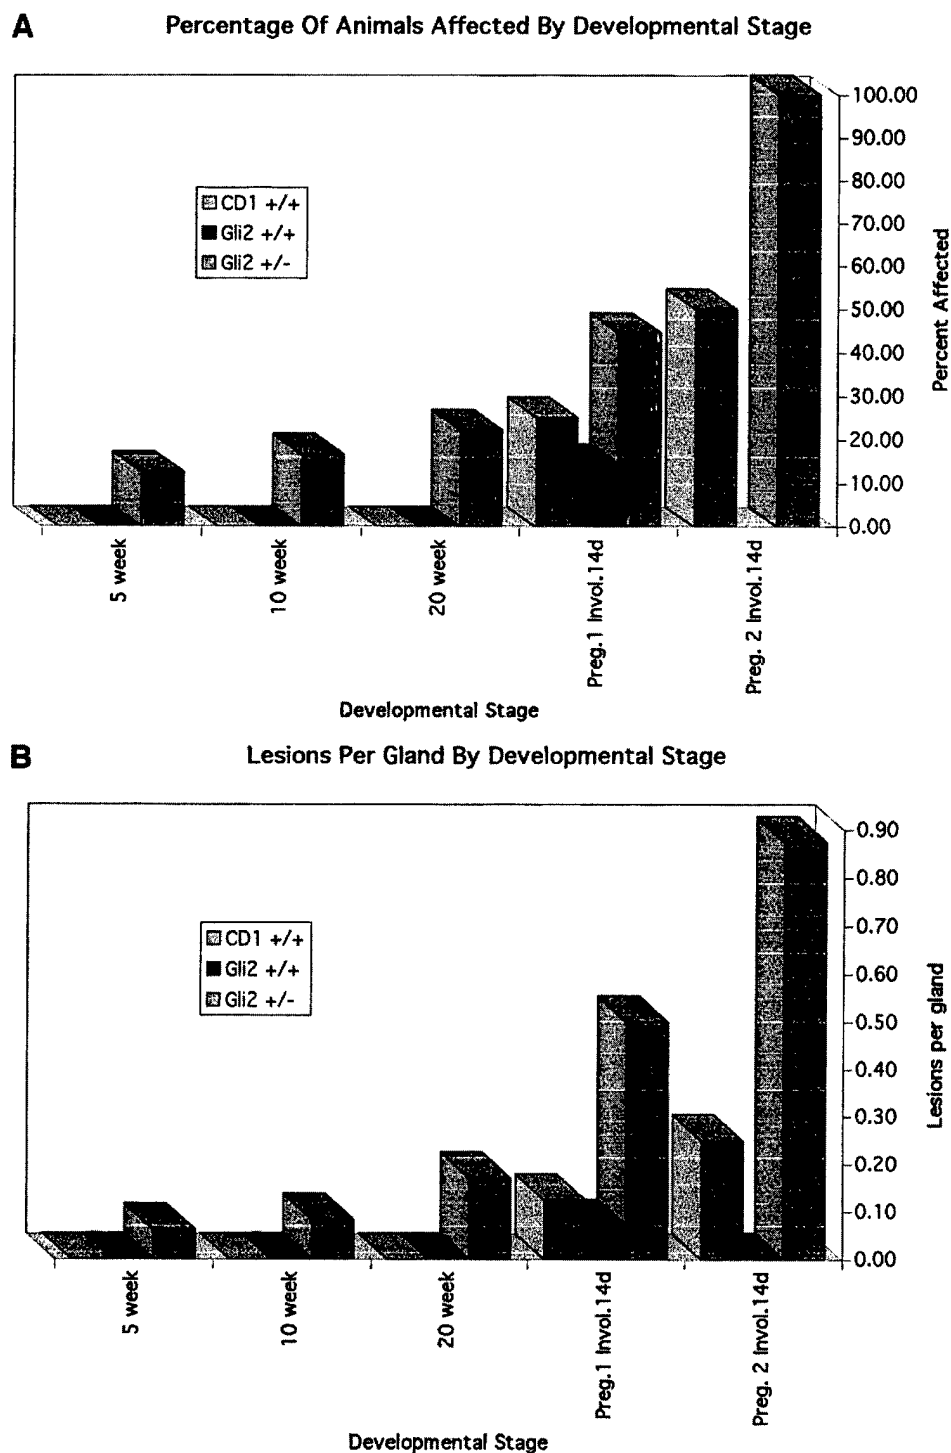 A
Percentage Of Animals Affected By Developmental Stage
CD1 +/+
Gli2 +/+
Gli2 +/-
100.00
90.00
80.00
70.00
60.00
50.00
40.00
30.00
20.00
10.00
0.00
Percent Affected
5 week
10 week
20 week
Preg.1 Invol.14d
Preg. 2 Invol.14d
Developmental Stage
B
Lesions Per Gland By Developmental Stage
CD1 +/+
Gli2 +/+
Gli2 +/-
0.90
0.80
0.70
0.60
0.50
0.40
0.30
0.20
0.10
0.00
Lesions per gland
5 week
10 week
20 week
Preg.1 Invol.14d
Preg. 2 Invol.14d
Developmental Stage